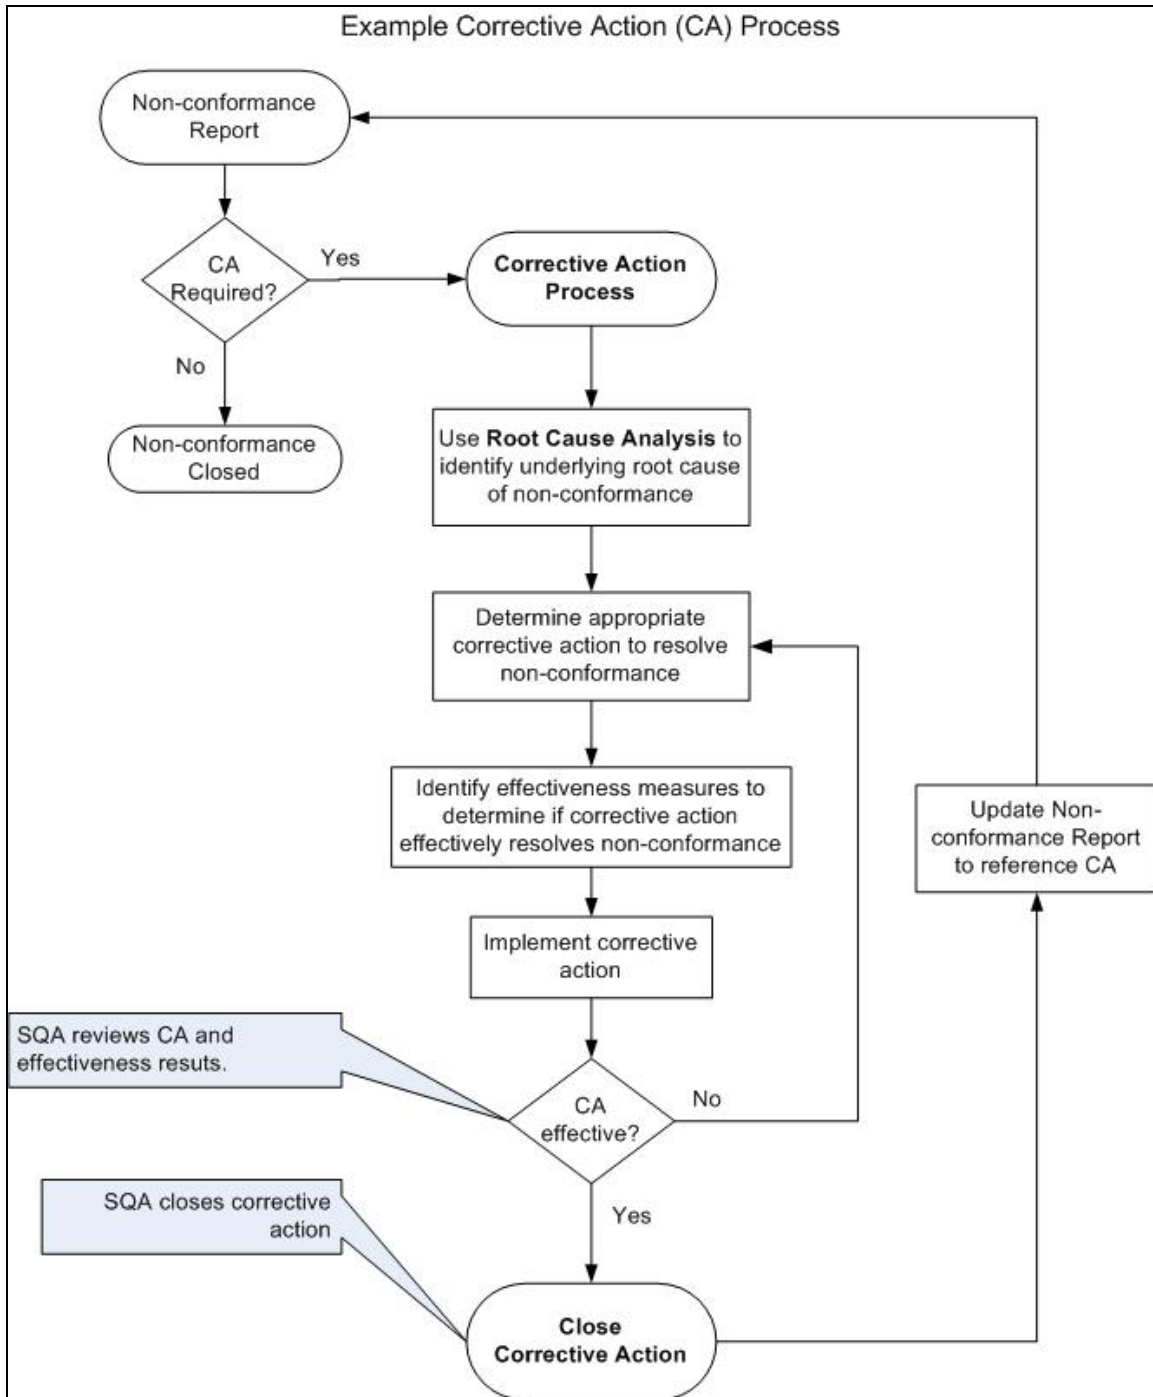 Example Corrective Action (CA) Process
Non-conformance
Report
CA
Required?
Yes
No
Non-conformance
Closed
Corrective Action
Process
Use Root Cause Analysis to
identify underlying root cause
of non-conformance
Determine appropriate
corrective action to resolve
non-conformance
Identify effectiveness measures to
determine if corrective action
effectively resolves non-conformance
Implement corrective
action
SQA reviews CA and
effectiveness resuts.
CA
effective?
No
Yes
SQA closes corrective
action
Close
Corrective Action
Update Non-
conformance Report
to reference CA